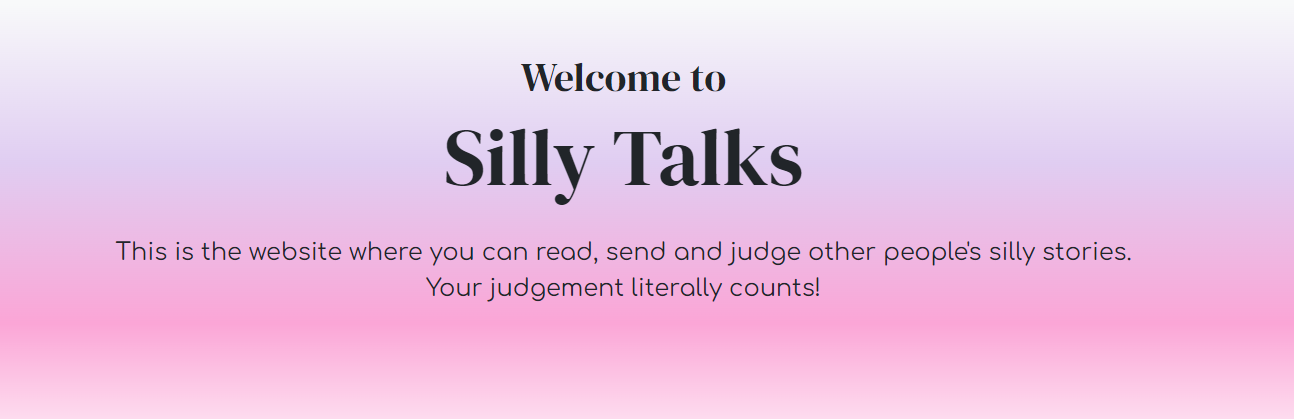 Welcome to
Silly Talks
This is the website where you can read, send and judge other people's silly stories.
Your judgement literally counts!